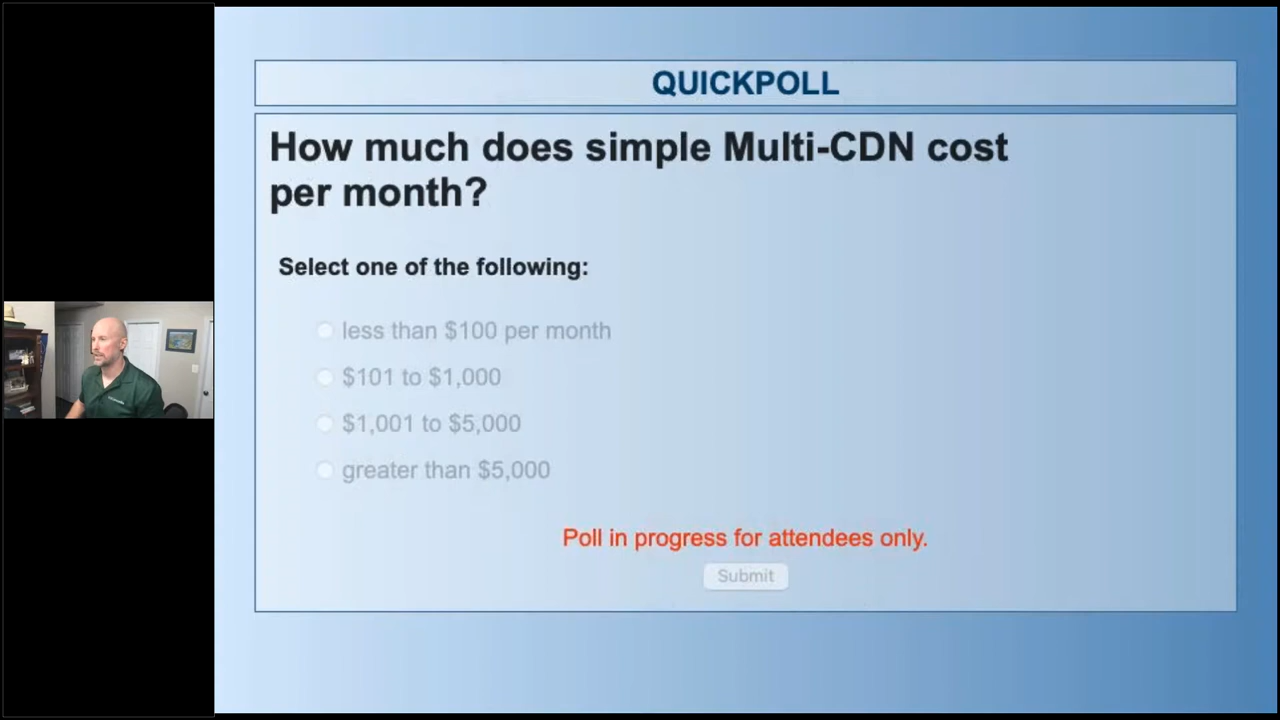 QUICKPOLL
How much does simple Multi-CDN cost
per month?
Select one of the following:
less than $100 per month
$101 to $1,000
$1,001 to $5,000
greater than $5,000
Poll in progress for attendees only.
Submit